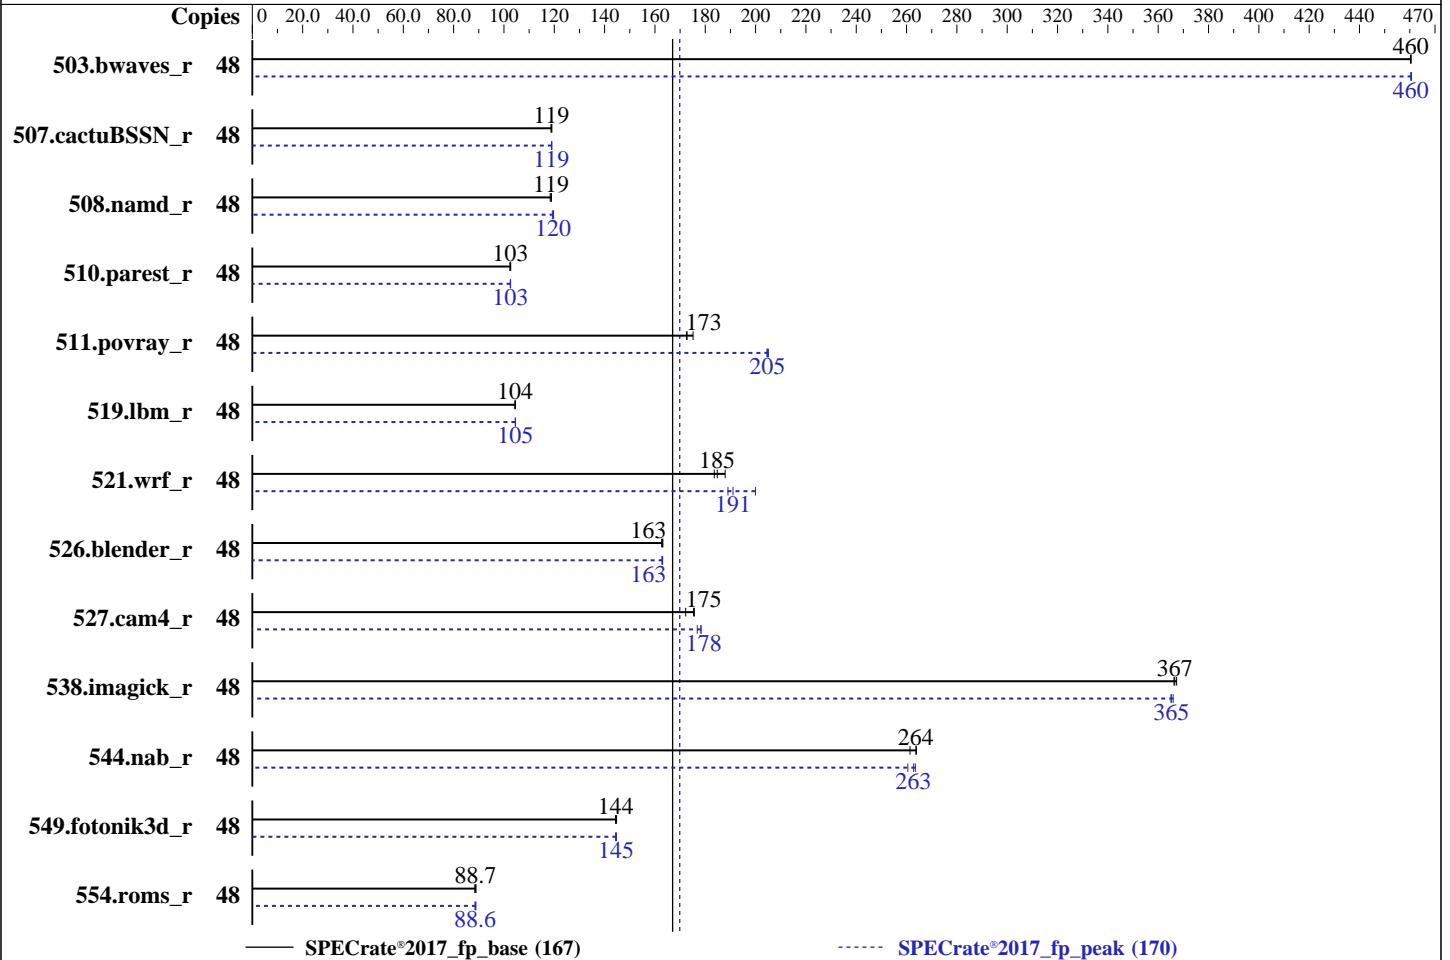 Copies 0 20.0 40.0 60.0 80.0 100 120 140 160 180 200 220 240 260 280 300 320 340 360 380 400 420 440 470
460
503.bwaves_r 48
460
119
507.cactuBSSN_r 48
119
119
508.namd_r 48
120
103
510.parest_r 48
103
173
511.povray_r 48
205
104
519.lbm_r 48
105
185
521.wrf_r 48
191
163
526.blender_r 48
163
175
527.cam4_r 48
178
367
538.imagick_r 48
365
264
544.nab_r 48
263
144
549.fotonik3d_r 48
145
88.7
554.roms_r 48
88.6
SPECrate®2017_fp_base (167) SPECrate®2017_fp_peak (170)